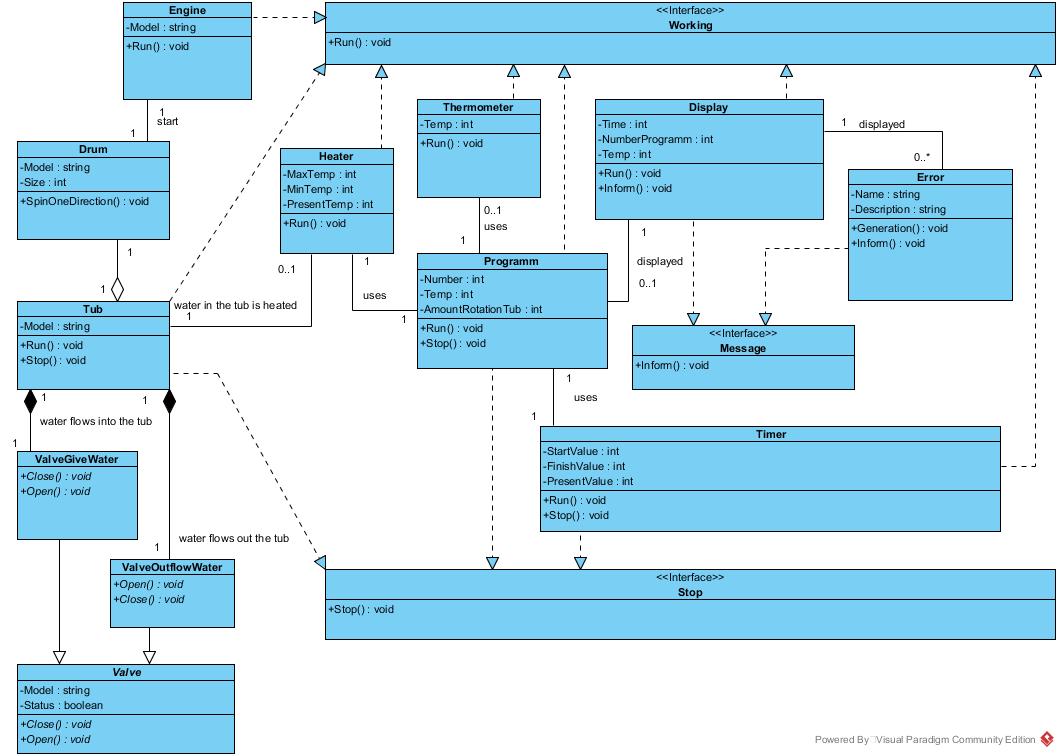 Engine
-Model : string
+Run() : void
<<Interface>>
Working
+Run() : void
1
start
1
Drum
-Model : string
-Size : int
+SpinOneDirection() : void
1
1
Heater
-MaxTemp : int
-MinTemp : int
-PresentTemp : int
+Run() : void
0..1
water in the tub is heated
1
1
uses
1
Thermometer
-Temp : int
+Run() : void
0..1
uses
1
Display
-Time : int
-NumberProgramm : int
-Temp : int
+Run() : void
+Inform() : void
1
displayed
0..*
Error
-Name : string
-Description : string
+Generation() : void
+Inform() : void
1
displayed
0..1
Programm
-Number : int
-Temp : int
-AmountRotationTub : int
+Run() : void
+Stop() : void
<<Interface>>
Message
+Inform() : void
Tub
-Model : string
+Run() : void
+Stop() : void
1
water flows into the tub
1
1
water flows out the tub
1
1
uses
1
Timer
-StartValue : int
-FinishValue : int
-PresentValue : int
+Run() : void
+Stop() : void
ValveGiveWater
+Close() : void
+Open() : void
ValveOutflowWater
+Open() : void
+Close() : void
<<Interface>>
Stop
+Stop() : void
Valve
-Model : string
-Status : boolean
+Close() : void
+Open() : void
Powered By Visual Paradigm Community Edition